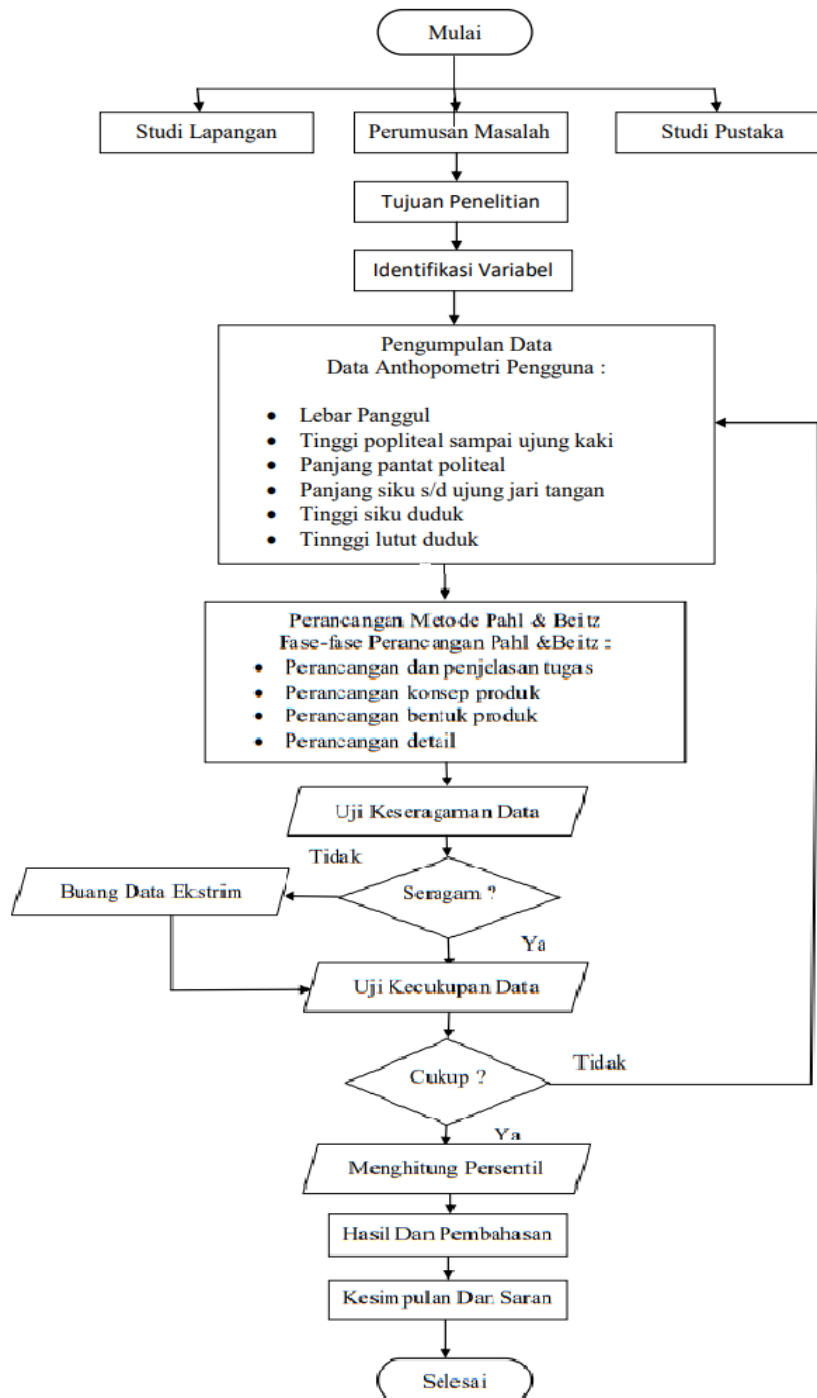 Mulai
Studi Lapangan
Perumusan Masalah
Studi Pustaka
Tujuan Penelitian
Identifikasi Variabel
Pengumpulan Data
Data Anthopometri Pengguna :
• Lebar Panggul
• Tinggi popliteal sampai ujung kaki
• Panjang pantat politeal
• Panjang siku s/d ujung jari tangan
• Tinggi siku duduk
• Tinnggi lutut duduk
Perancangan Metode Pahl & Beitz
Fase-fase Perancangan Pahl &Beitz :
• Perancangan dan penjelasan tugas
• Perancangan konsep produk
• Perancangan bentuk produk
• Perancangan detail
Uji Keseragaman Data
Tidak
Buang Data Ekstriim
Seragam ?
Ya
Uji Kecukupan Data
Cukup ?
Tidak
Ya
Menghitung Persentil
Hasil Dan Pembahasan
Kesimpulan Dan Saran
Selesai